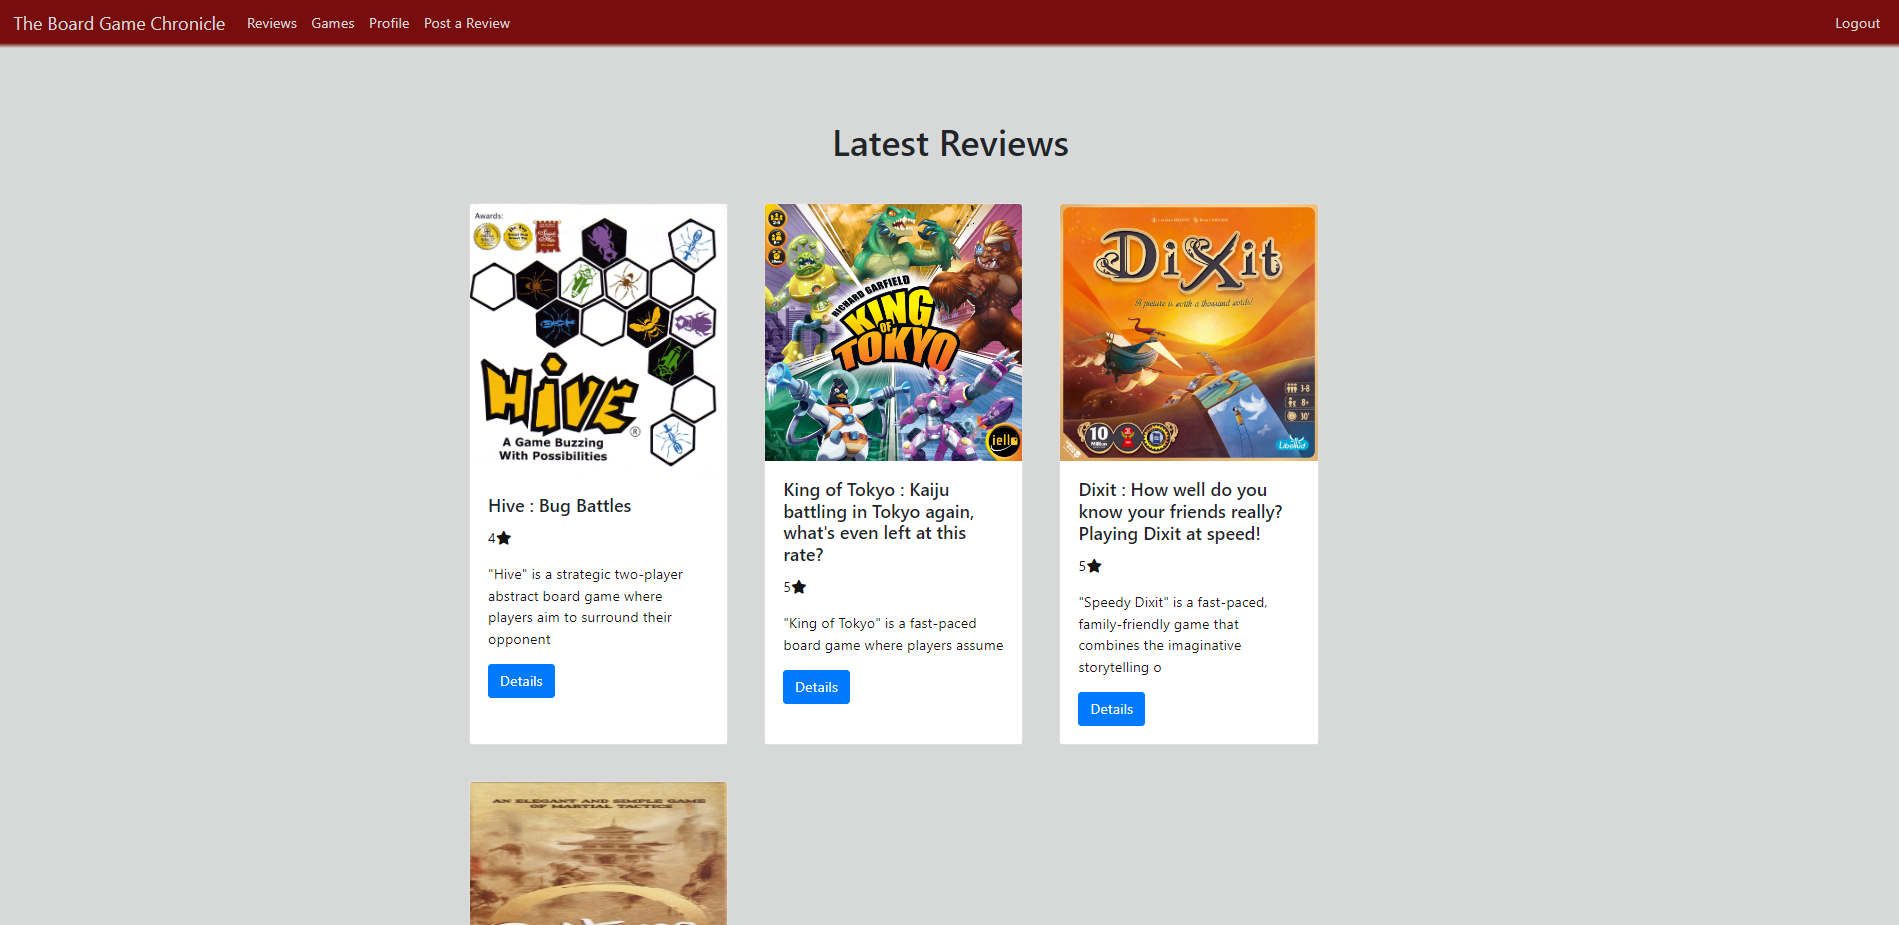 The Board Game Chronicle Reviews Games Profile Post a Review Logout
Latest Reviews
Awards:
HIVE
®
A Game Buzzing
With Possibilities
Hive : Bug Battles
4
"Hive" is a strategic two-player
abstract board game where
players aim to surround their
opponent
Details
RICHARD GARFIELD
KING
OF
TOKYO
iello
King of Tokyo : Kaiju
battling in Tokyo again,
what's even left at this
rate?
5
"King of Tokyo" is a fast-paced
board game where players assume
Details
DiXit
A picture is worth a thousand words!
3-8
8+
30'
10
Million
Libellud
Dixit : How well do you
know your friends really?
Playing Dixit at speed!
5
"Speedy Dixit" is a fast-paced,
family-friendly game that
combines the imaginative
storytelling o
Details
AN ELEGANT AND SIMPLE GAME
OF MARTIAL TACTICS